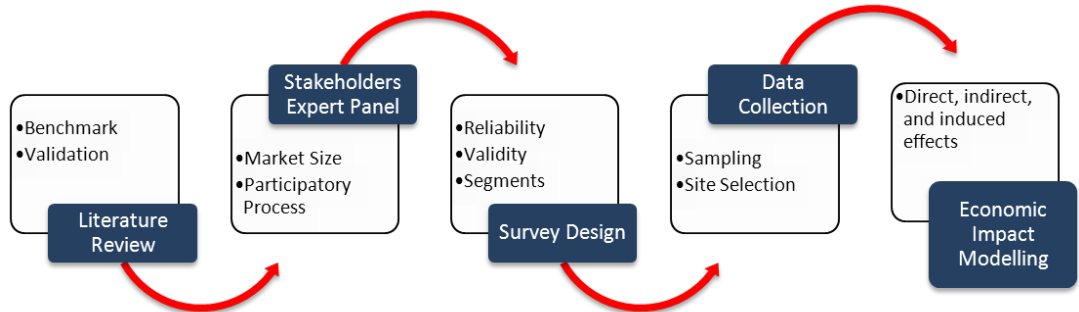 •Benchmark
•Validation
Literature
Review
Stakeholders
Expert Panel
•Market Size
•Participatory
Process
•Reliability
•Validity
•Segments
Survey Design
Data
Collection
•Sampling
•Site Selection
•Direct, indirect,
and induced
effects
Economic
Impact
Modelling